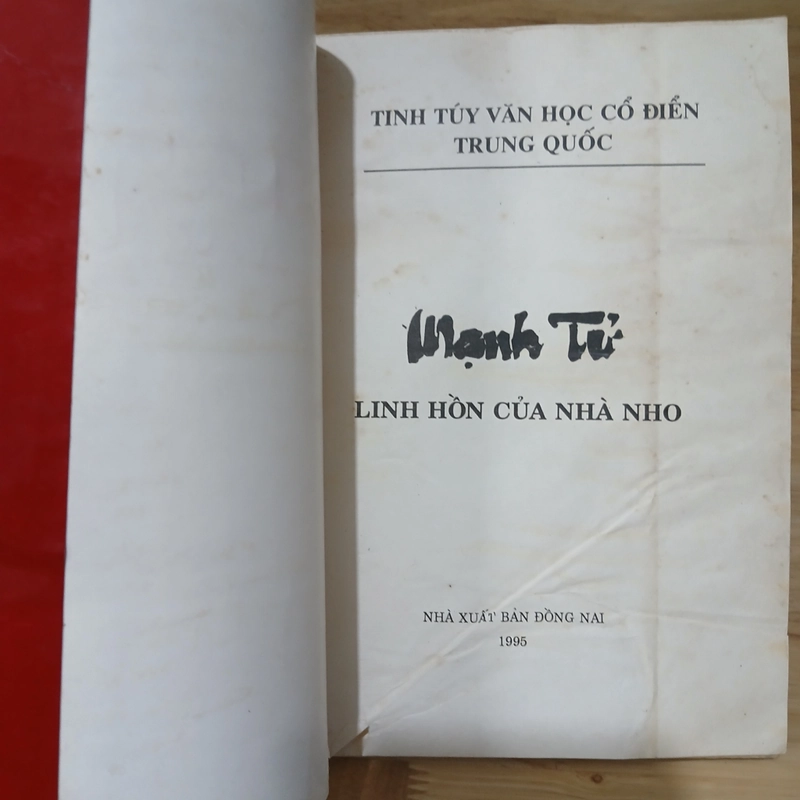 TINH TÚY VĂN HỌC CỔ ĐIỂN
TRUNG QUỐC
Mạnh Tử
LINH HỒN CỦA NHÀ NHO
NHÀ XUẤT BẢN ĐỒNG NAI
1995